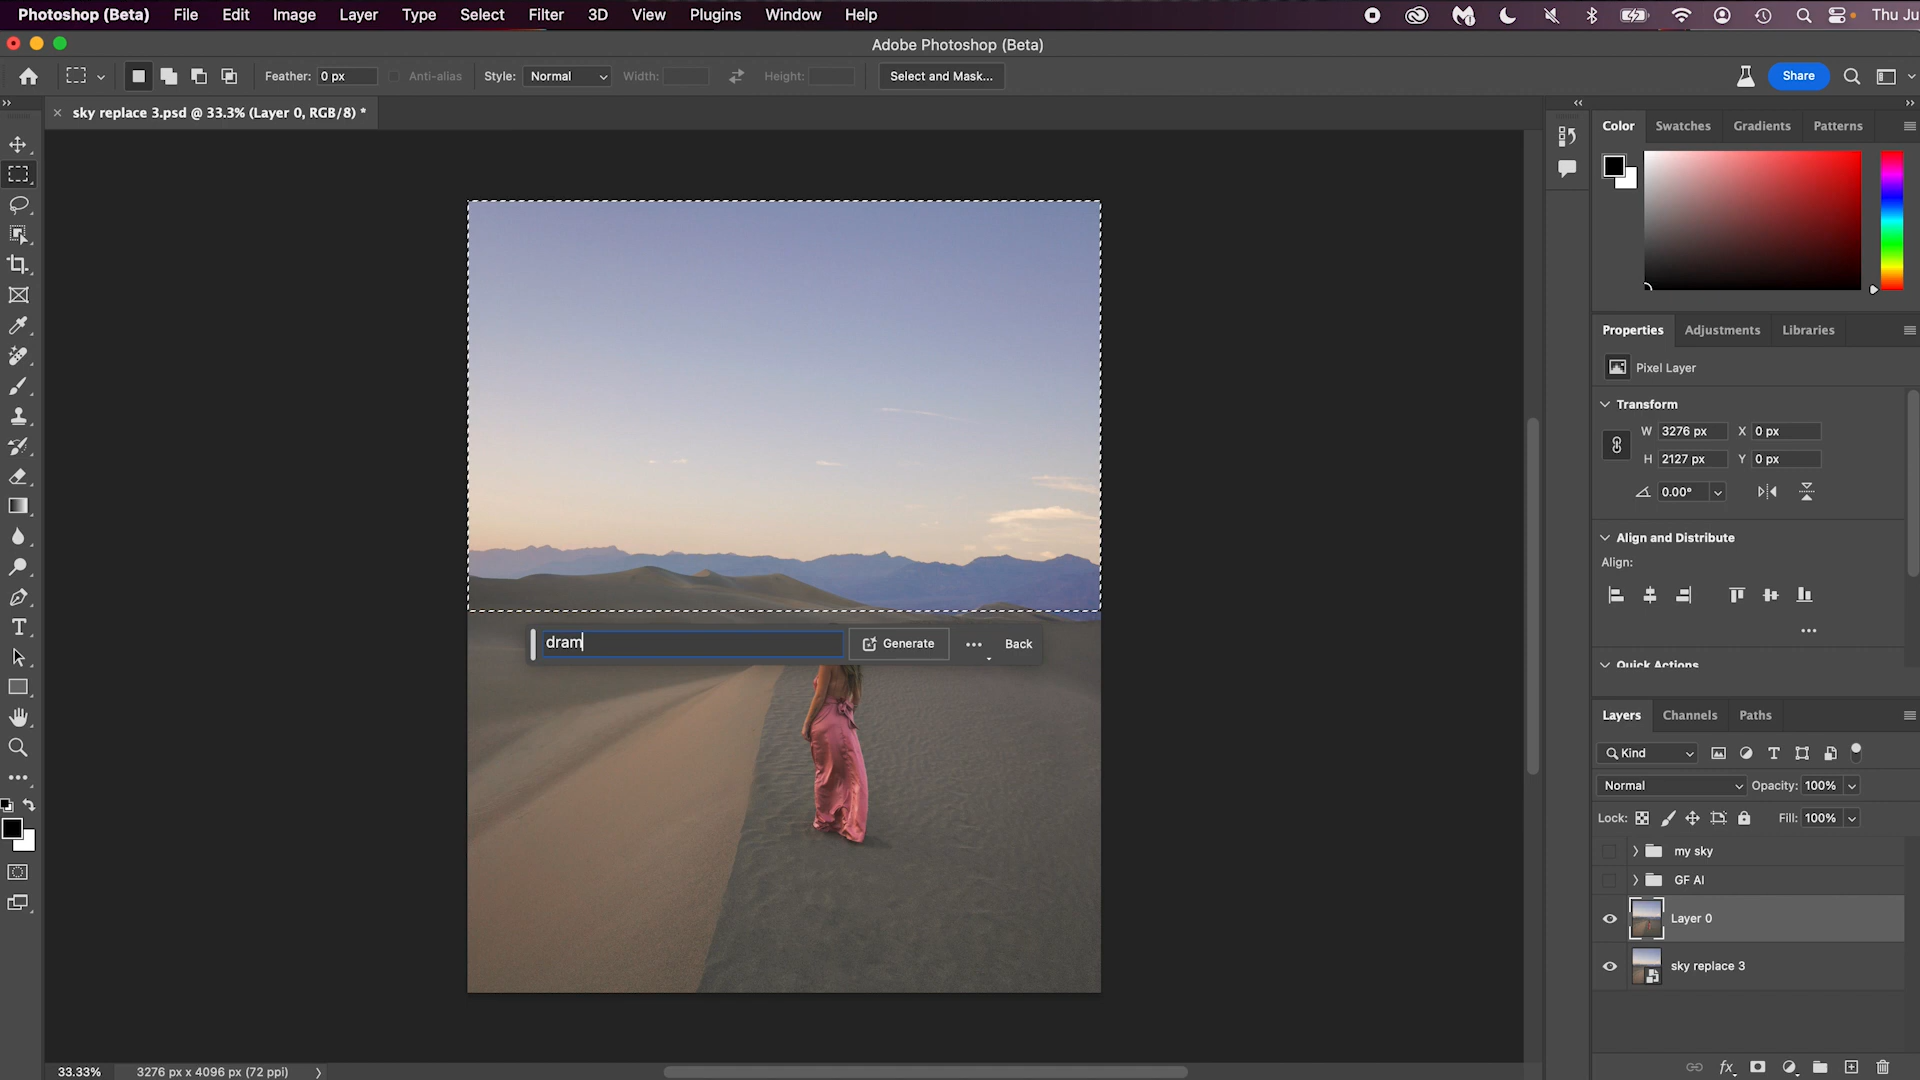 Photoshop (Beta) File Edit Image Layer Type Select Filter 3D View Plugins Window Help Thu Ju
Adobe Photoshop (Beta)
Feather: 0 px Anti-alias Style: Normal Width: Height: Select and Mask... Share
sky replace 3.psd @ 33.3% (Layer 0, RGB/8) *
Color Swatches Gradients Patterns
Properties Adjustments Libraries
Pixel Layer
Transform
W 3276 px X 0 px
H 2127 px Y 0 px
0.00°
Align and Distribute
Align:
Quick Actions
dram Generate Back
Layers Channels Paths
Kind
Normal Opacity: 100%
Lock: Fill: 100%
my sky
GF AI
Layer 0
sky replace 3
33.33% 3276 px x 4096 px (72 ppi)